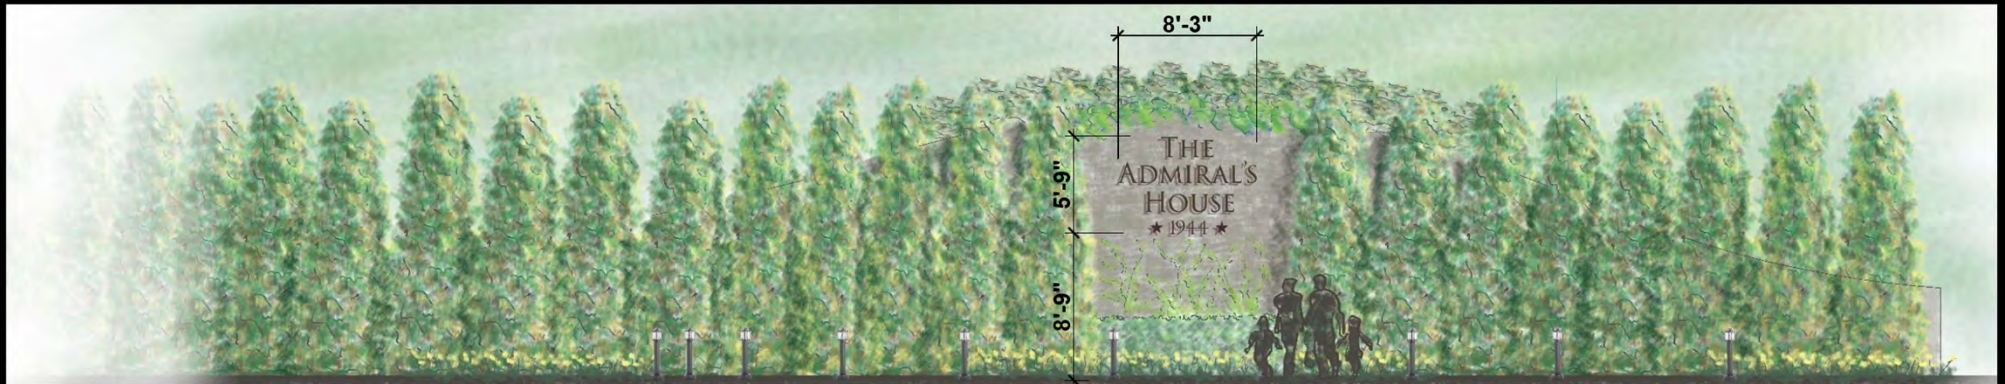 8'-3"
5'-9"
THE
ADMIRAL'S
HOUSE
★ 1944 ★
8'-9"